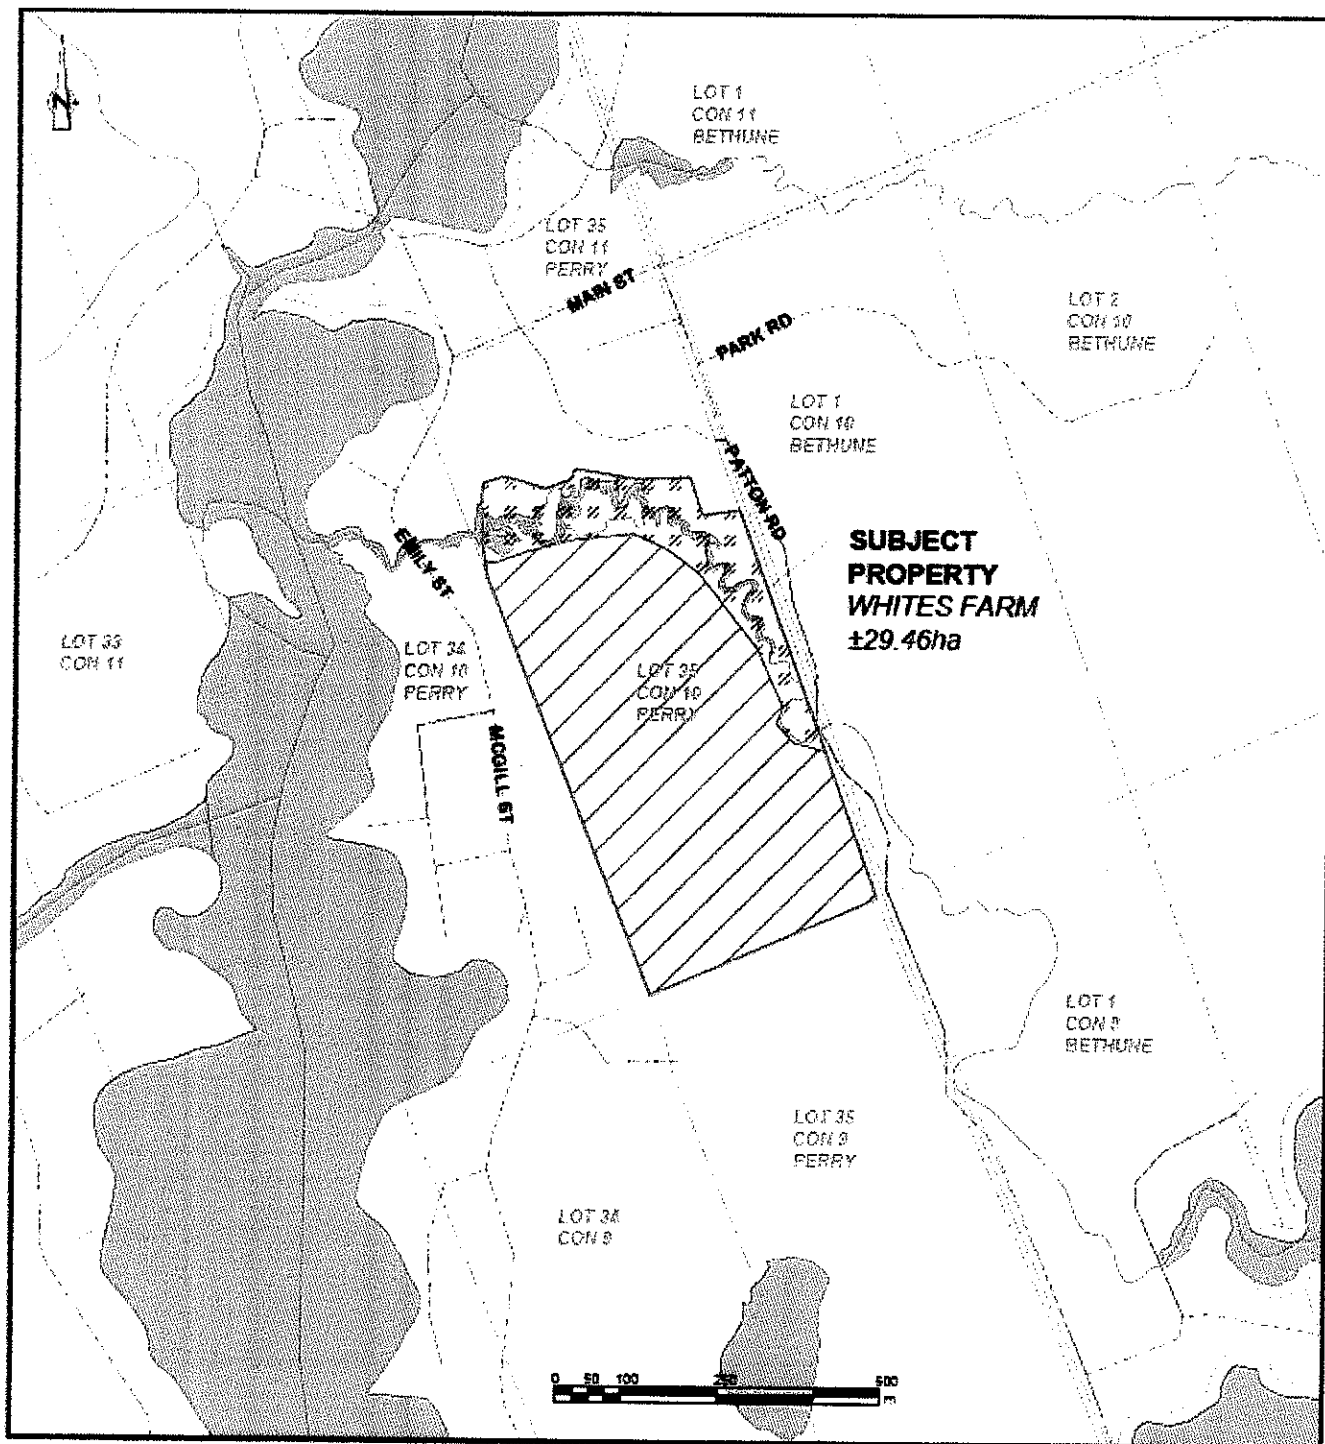 N
LOT 1
CON 11
BETHUNE
LOT 35
CON 11
PERRY
MAIN ST
LOT 2
CON 10
BETHUNE
PARK RD
LOT 1
CON 10
BETHUNE
PATTON RD
SUBJECT
PROPERTY
WHITES FARM
±29.46ha
EMILY ST
LOT 33
CON 11
LOT 34
CON 10
PERRY
LOT 35
CON 10
PERRY
MCGILL ST
LOT 1
CON 9
BETHUNE
LOT 35
CON 9
PERRY
LOT 34
CON 9
0 50 100 250 500
m